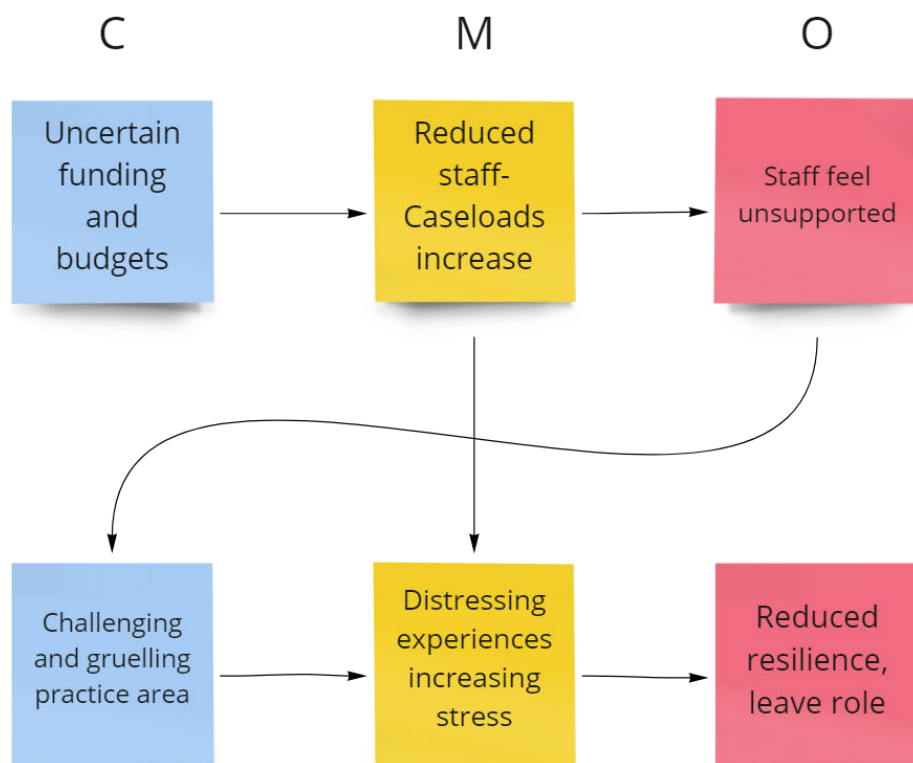 C
M
O
Uncertain
funding
and
budgets
Reduced
staff-
Caseloads
increase
Staff feel
unsupported
Challenging
and gruelling
practice area
Distressing
experiences
increasing
stress
Reduced
resilience,
leave role